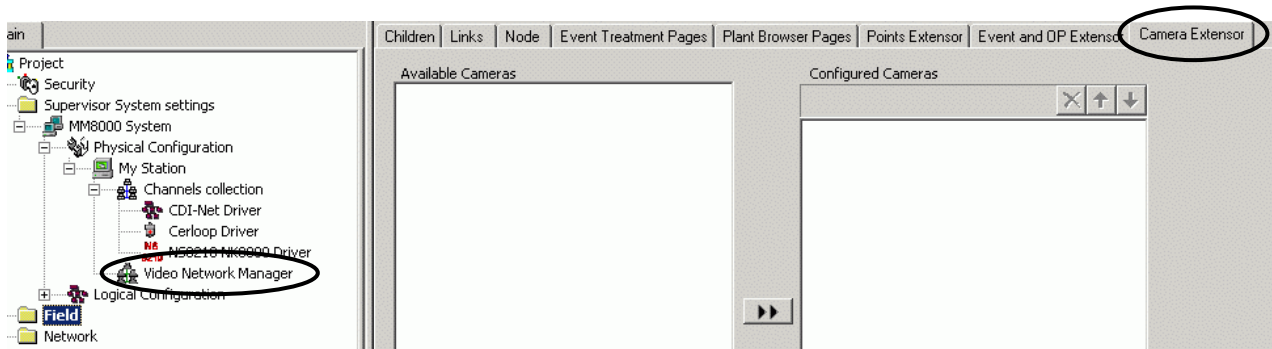 ain
Children Links Node Event Treatment Pages Plant Browser Pages Points Extensor Event and OP Extensor Camera Extensor
Project
Security
Supervisor System settings
MM8000 System
Physical Configuration
My Station
Channels collection
CDI-Net Driver
Cerloop Driver
NS8210 NK8000 Driver
Video Network Manager
Logical Configuration
Field
Network
Available Cameras
Configured Cameras